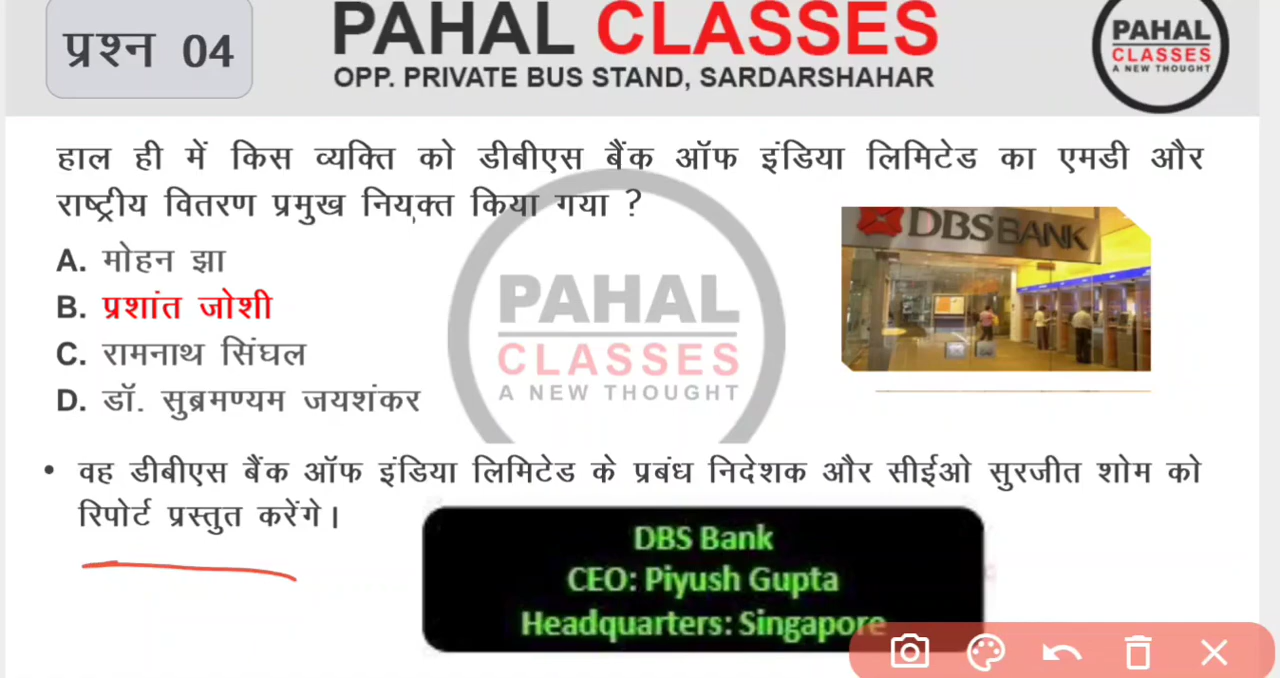 प्रश्न 04
PAHAL CLASSES
OPP. PRIVATE BUS STAND, SARDARSHAHAR
PAHAL
CLASSES
A NEW THOUGHT
हाल ही में किस व्यक्ति को डीबीएस बैंक ऑफ इंडिया लिमिटेड का एमडी और
राष्ट्रीय वितरण प्रमुख नियुक्त किया गया ?
A. मोहन झा
B. प्रशांत जोशी
C. रामनाथ सिंघल
D. डॉ. सुब्रमण्यम जयशंकर
DBS BANK
PAHAL
CLASSES
A NEW THOUGHT
• वह डीबीएस बैंक ऑफ इंडिया लिमिटेड के प्रबंध निदेशक और सीईओ सुरजीत शोम को
रिपोर्ट प्रस्तुत करेंगे।
DBS Bank
CEO: Piyush Gupta
Headquarters: Singapore